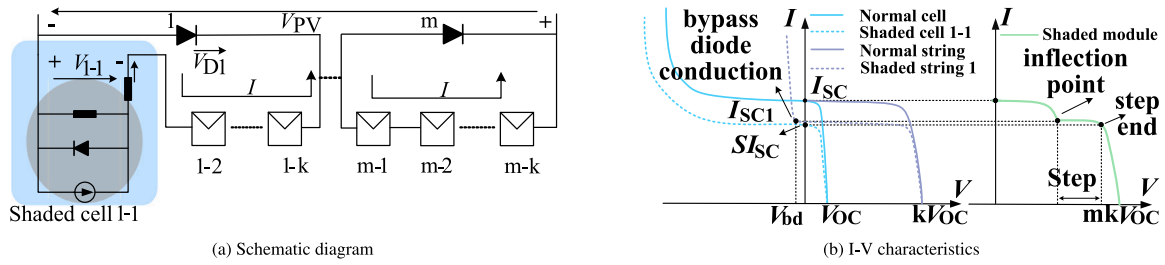 - 1 V_PV m +
+ V_1-1 - V_D1
I I
1-2 1-k m-1 m-2 m-k
Shaded cell 1-1
(a) Schematic diagram
bypass
diode
conduction
I
Normal cell
Shaded cell 1-1
Normal string
Shaded string 1
I_SC
I_SC1
SI_SC
V_bd V_OC kV_OC V
I
Shaded module
inflection
point
step
end
Step
mkV_OC V
(b) I-V characteristics